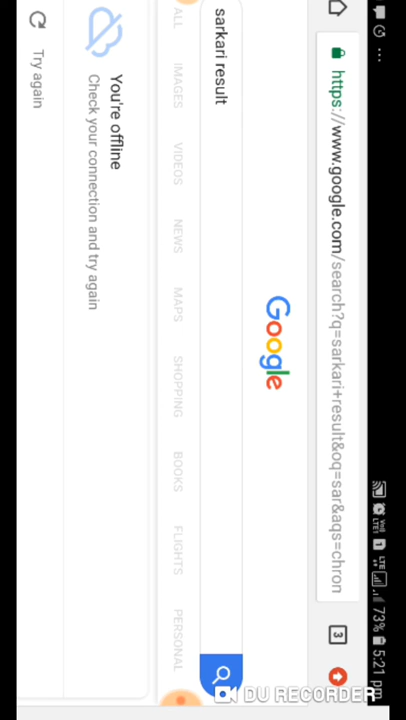 73% 5:21 pm
https://www.google.com/search?q=sarkari+result&oq=sar&aqs=chron
3
Google
sarkari result
ALL IMAGES VIDEOS NEWS MAPS SHOPPING BOOKS FLIGHTS PERSONAL
You're offline
Check your connection and try again
Try again
DU RECORDER